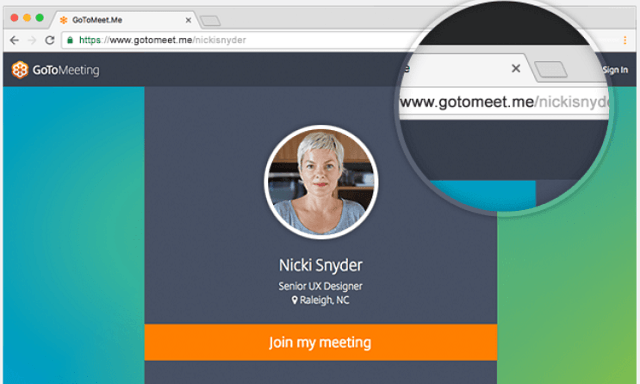 GoToMeet.Me
https://www.gotomeet.me/nickisnyder
GoToMeeting
e
Sign In
www.gotomeet.me/nickisnyde
Nicki Snyder
Senior UX Designer
Raleigh, NC
Join my meeting